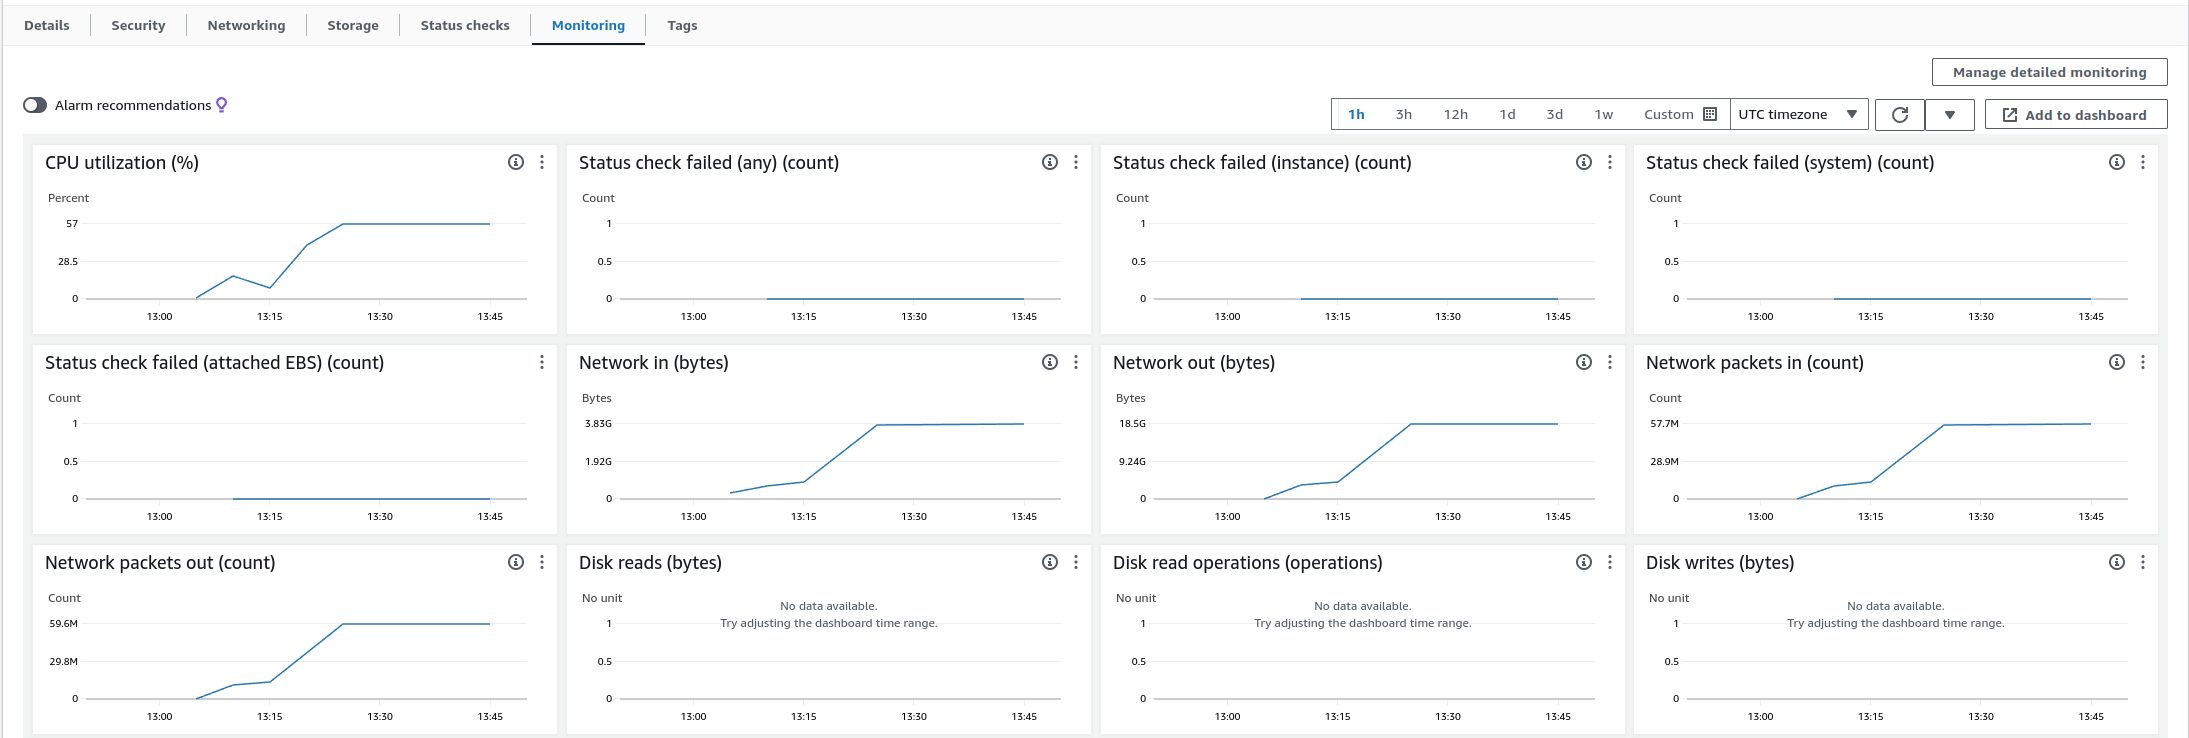 Details Security Networking Storage Status checks Monitoring Tags
Manage detailed monitoring
Alarm recommendations
1h 3h 12h 1d 3d 1w Custom UTC timezone Add to dashboard
CPU utilization (%)
Percent
57
28.5
0
13:00 13:15 13:30 13:45
Status check failed (any) (count)
Count
1
0.5
0
13:00 13:15 13:30 13:45
Status check failed (instance) (count)
Count
1
0.5
0
13:00 13:15 13:30 13:45
Status check failed (system) (count)
Count
1
0.5
0
13:00 13:15 13:30 13:45
Status check failed (attached EBS) (count)
Count
1
0.5
0
13:00 13:15 13:30 13:45
Network in (bytes)
Bytes
3.83G
1.92G
0
13:00 13:15 13:30 13:45
Network out (bytes)
Bytes
18.5G
9.24G
0
13:00 13:15 13:30 13:45
Network packets in (count)
Count
57.7M
28.9M
0
13:00 13:15 13:30 13:45
Network packets out (count)
Count
59.6M
29.8M
0
13:00 13:15 13:30 13:45
Disk reads (bytes)
No unit
No data available.
Try adjusting the dashboard time range.
1
0.5
0
13:00 13:15 13:30 13:45
Disk read operations (operations)
No unit
No data available.
Try adjusting the dashboard time range.
1
0.5
0
13:00 13:15 13:30 13:45
Disk writes (bytes)
No unit
No data available.
Try adjusting the dashboard time range.
1
0.5
0
13:00 13:15 13:30 13:45